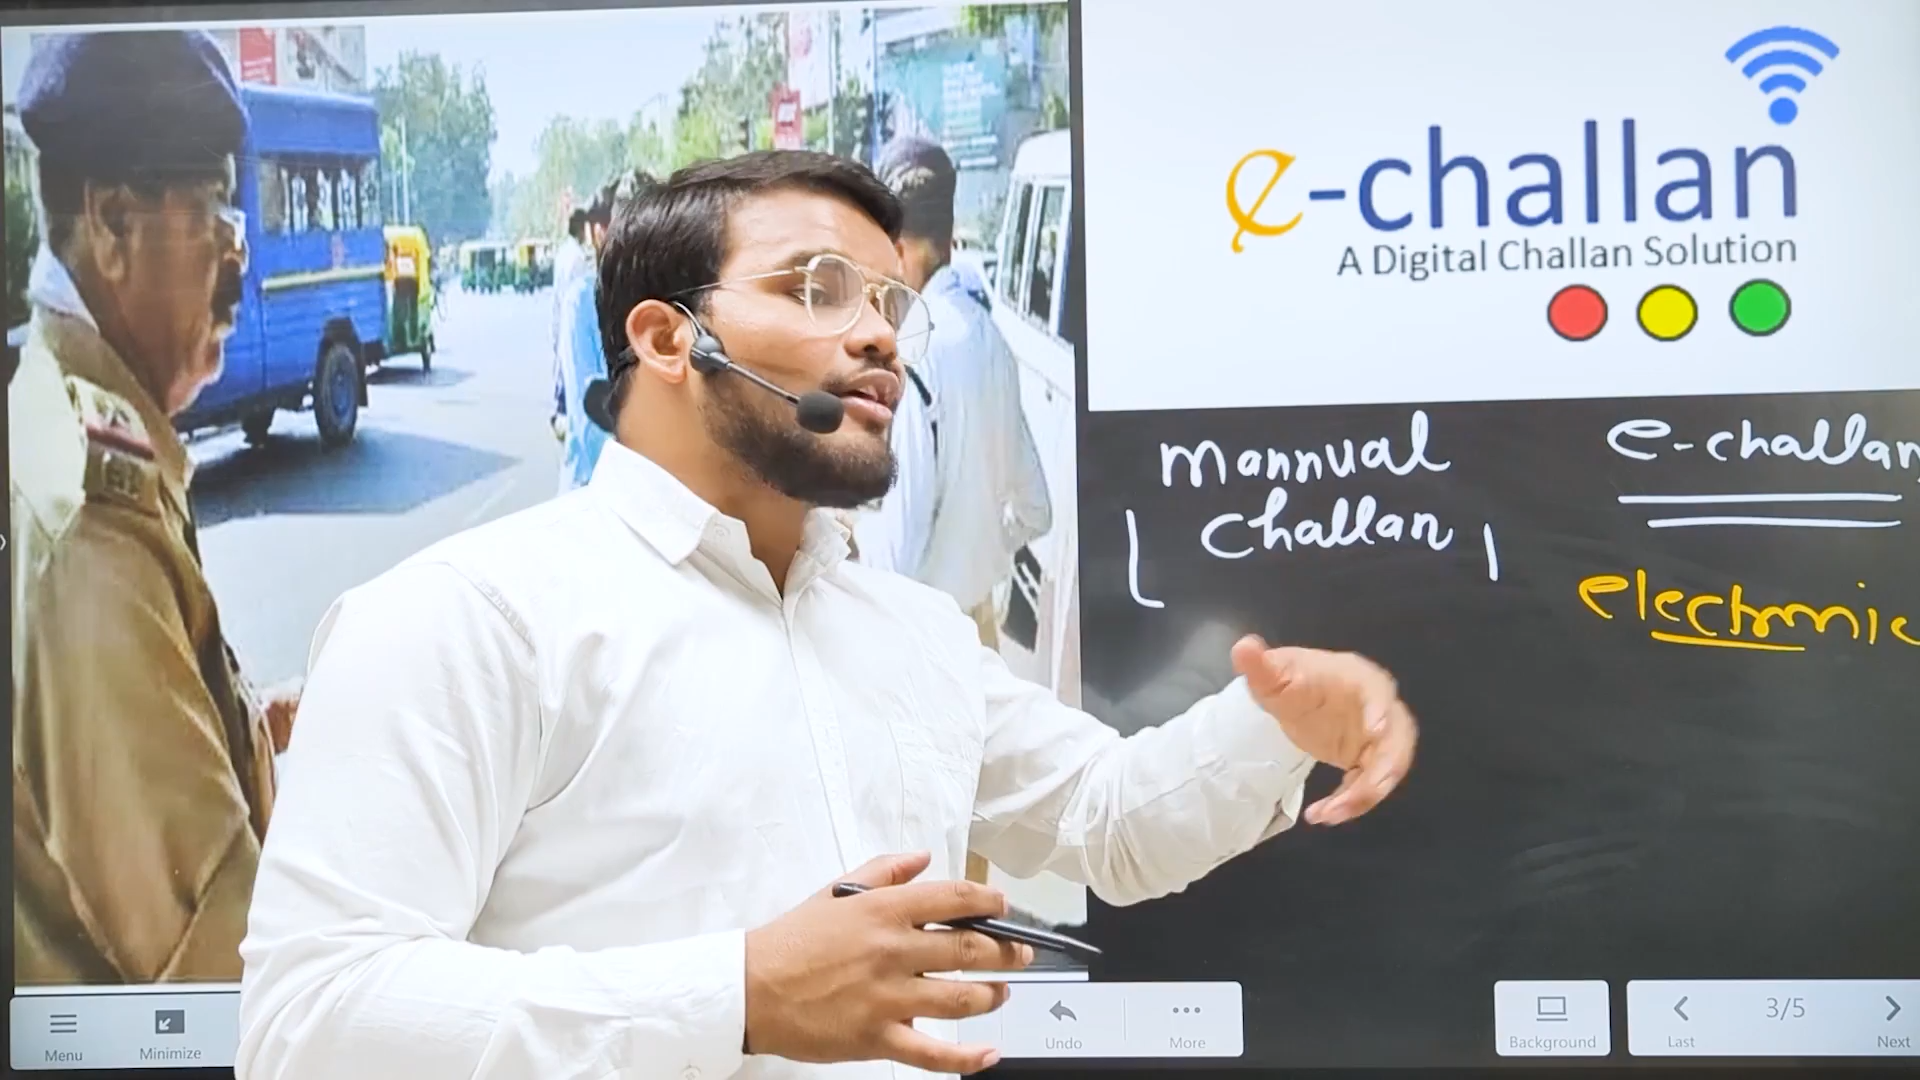 e-challan
A Digital Challan Solution
Mannual
Challan
e-challan
electronic
Menu
Minimize
Undo
More
Background
Last
3/5
Next